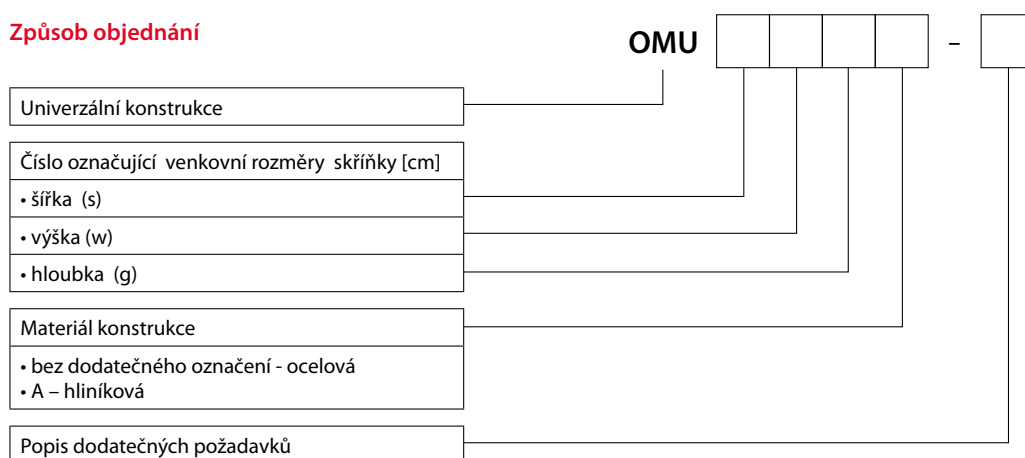 Způsob objednání
OMU –
Univerzální konstrukce
Číslo označující venkovní rozměry skříňky [cm]
• šířka (s)
• výška (w)
• hloubka (g)
Materiál konstrukce
• bez dodatečného označení - ocelová
• A – hliníková
Popis dodatečných požadavků